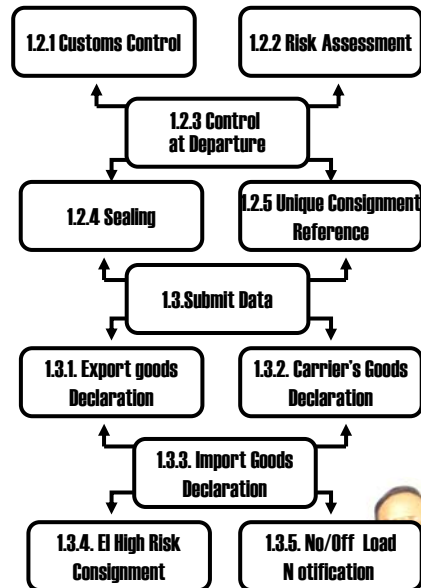 1.2.1 Customs Control
1.2.2 Risk Assessment
1.2.3 Control
at Departure
1.2.4 Sealing
1.2.5 Unique Consignment
Reference
1.3.Submit Data
1.3.1. Export goods
Declaration
1.3.2. Carrier's Goods
Declaration
1.3.3. Import Goods
Declaration
1.3.4. EI High Risk
Consignment
1.3.5. No/Off Load
N otification